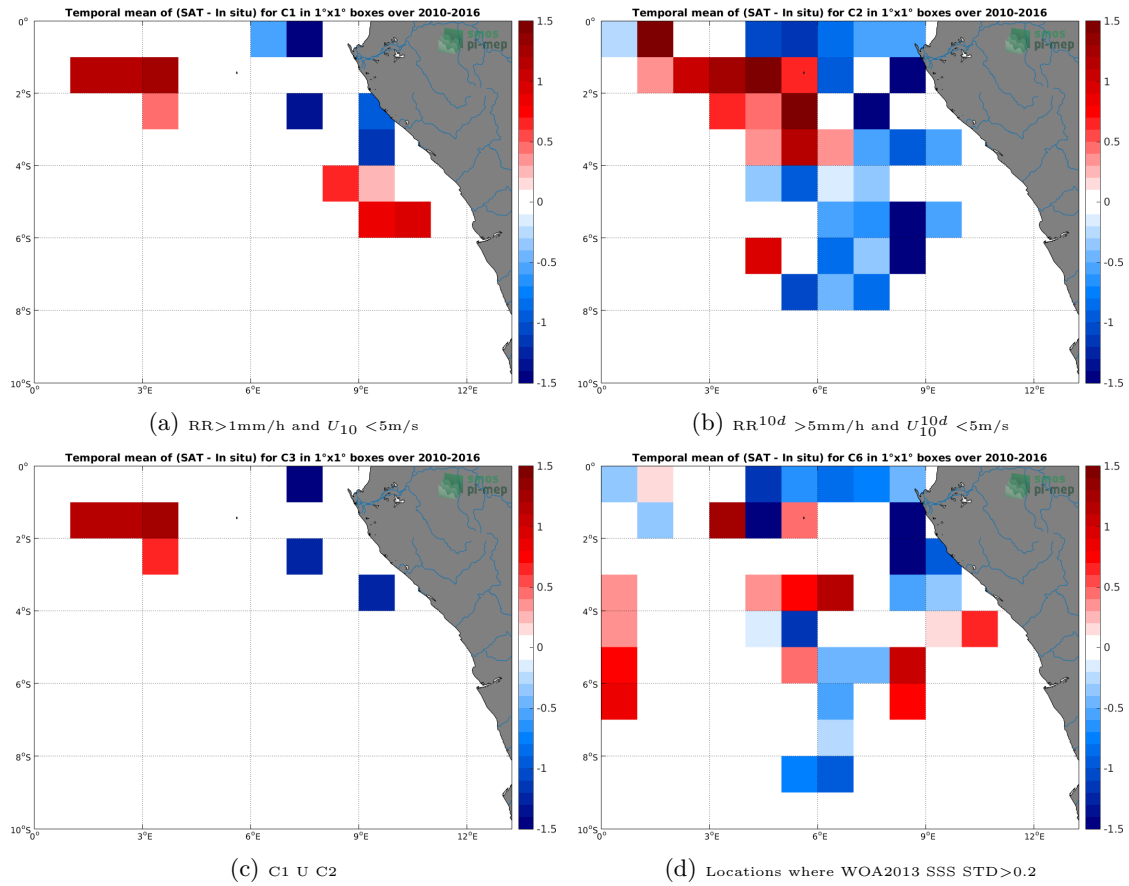 Temporal mean of (SAT - In situ) for C1 in 1°x1° boxes over 2010-2016
smos
pi-mep
0°
2°S
4°S
6°S
8°S
10°S
0°
3°E
6°E
9°E
12°E
1.5
1
0.5
0
-0.5
-1
-1.5
(a) RR>1mm/h and U10 <5m/s
Temporal mean of (SAT - In situ) for C2 in 1°x1° boxes over 2010-2016
smos
pi-mep
0°
2°S
4°S
6°S
8°S
10°S
0°
3°E
6°E
9°E
12°E
1.5
1
0.5
0
-0.5
-1
-1.5
(b) RR^10d >5mm/h and U_10^10d <5m/s
Temporal mean of (SAT - In situ) for C3 in 1°x1° boxes over 2010-2016
smos
pi-mep
0°
2°S
4°S
6°S
8°S
10°S
0°
3°E
6°E
9°E
12°E
1.5
1
0.5
0
-0.5
-1
-1.5
(c) C1 U C2
Temporal mean of (SAT - In situ) for C6 in 1°x1° boxes over 2010-2016
smos
pi-mep
0°
2°S
4°S
6°S
8°S
10°S
0°
3°E
6°E
9°E
12°E
1.5
1
0.5
0
-0.5
-1
-1.5
(d) Locations where WOA2013 SSS STD>0.2